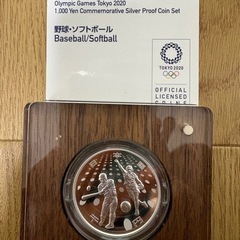 Olympic Games Tokyo 2020
1,000 Yen Commemorative Silver Proof Coin Set
野球・ソフトボール
Baseball/Softball
TOKYO 2020
OFFICIAL
LICENSED